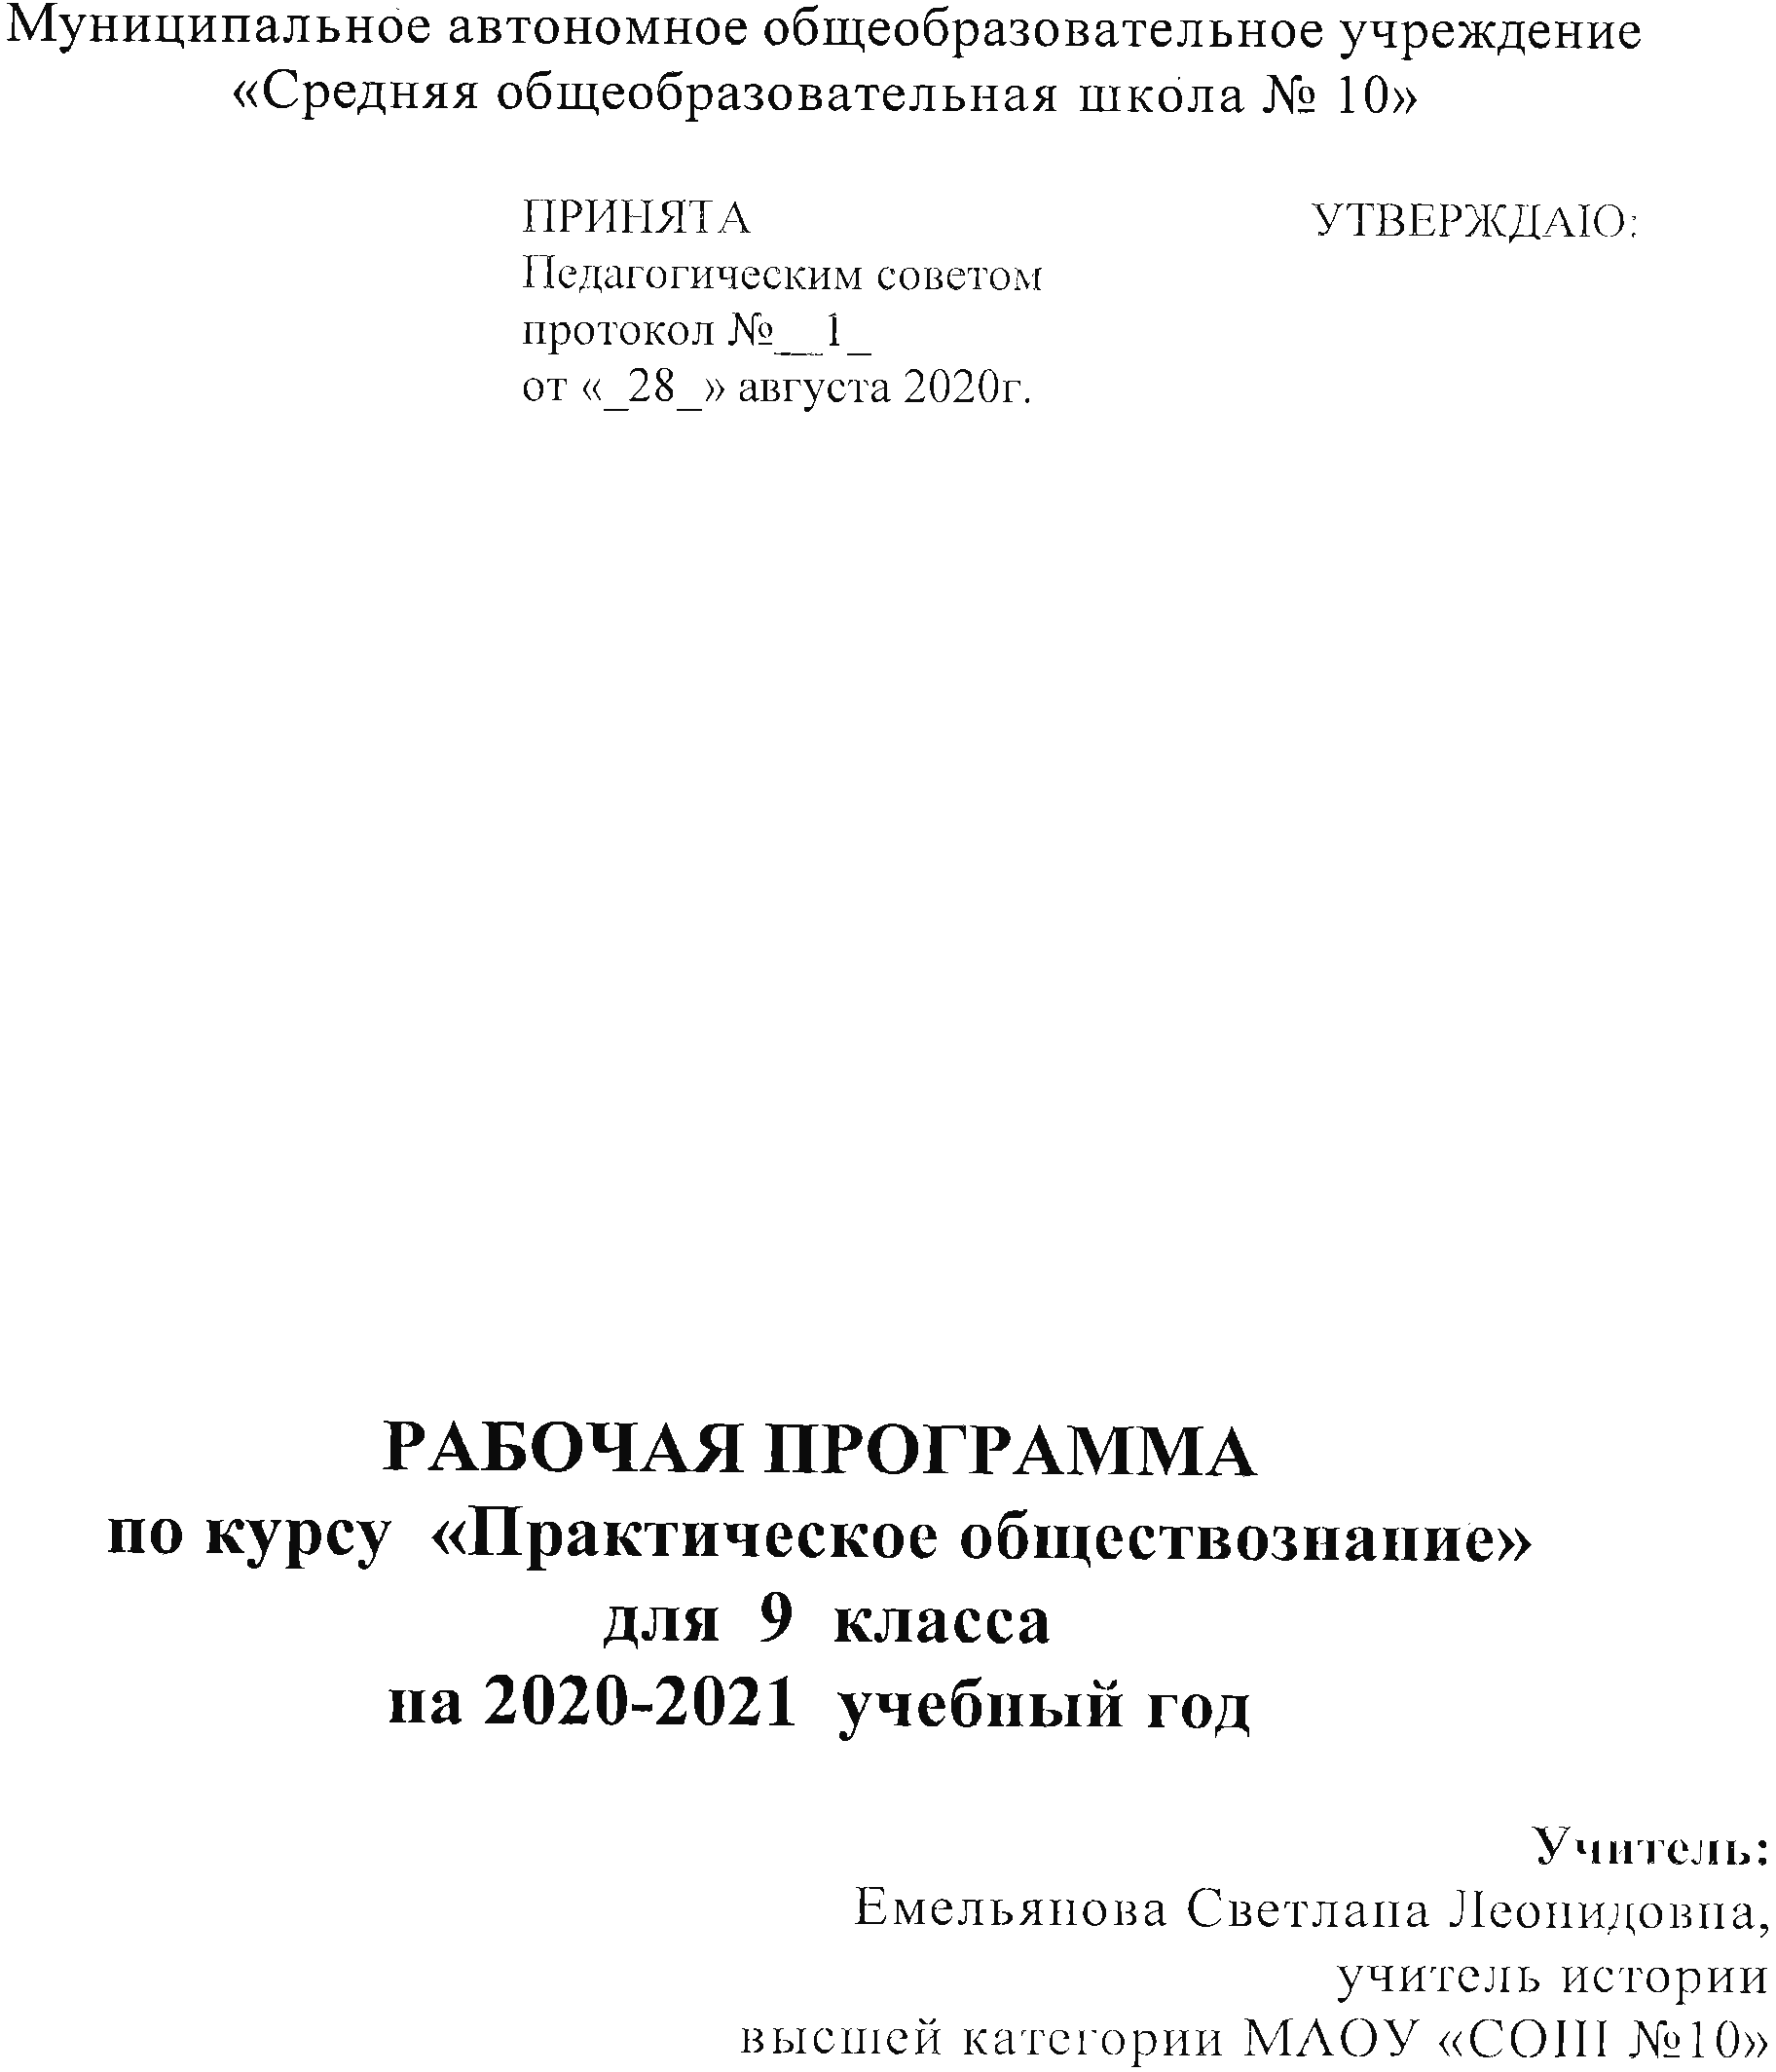 Муниципальное автономное общеобразовательное учреждение
«Средняя общеобразовательная школа № 10»
ПРИНЯТА
Педагогическим советом
протокол №__1_
от «_28_» августа 2020г.
УТВЕРЖДАЮ:
РАБОЧАЯ ПРОГРАММА
по курсу «Практическое обществознание»
для 9 класса
на 2020-2021 учебный год
Учитель:
Емельянова Светлана Леонидовна,
учитель истории
высшей категории МАОУ «СОШ №10»